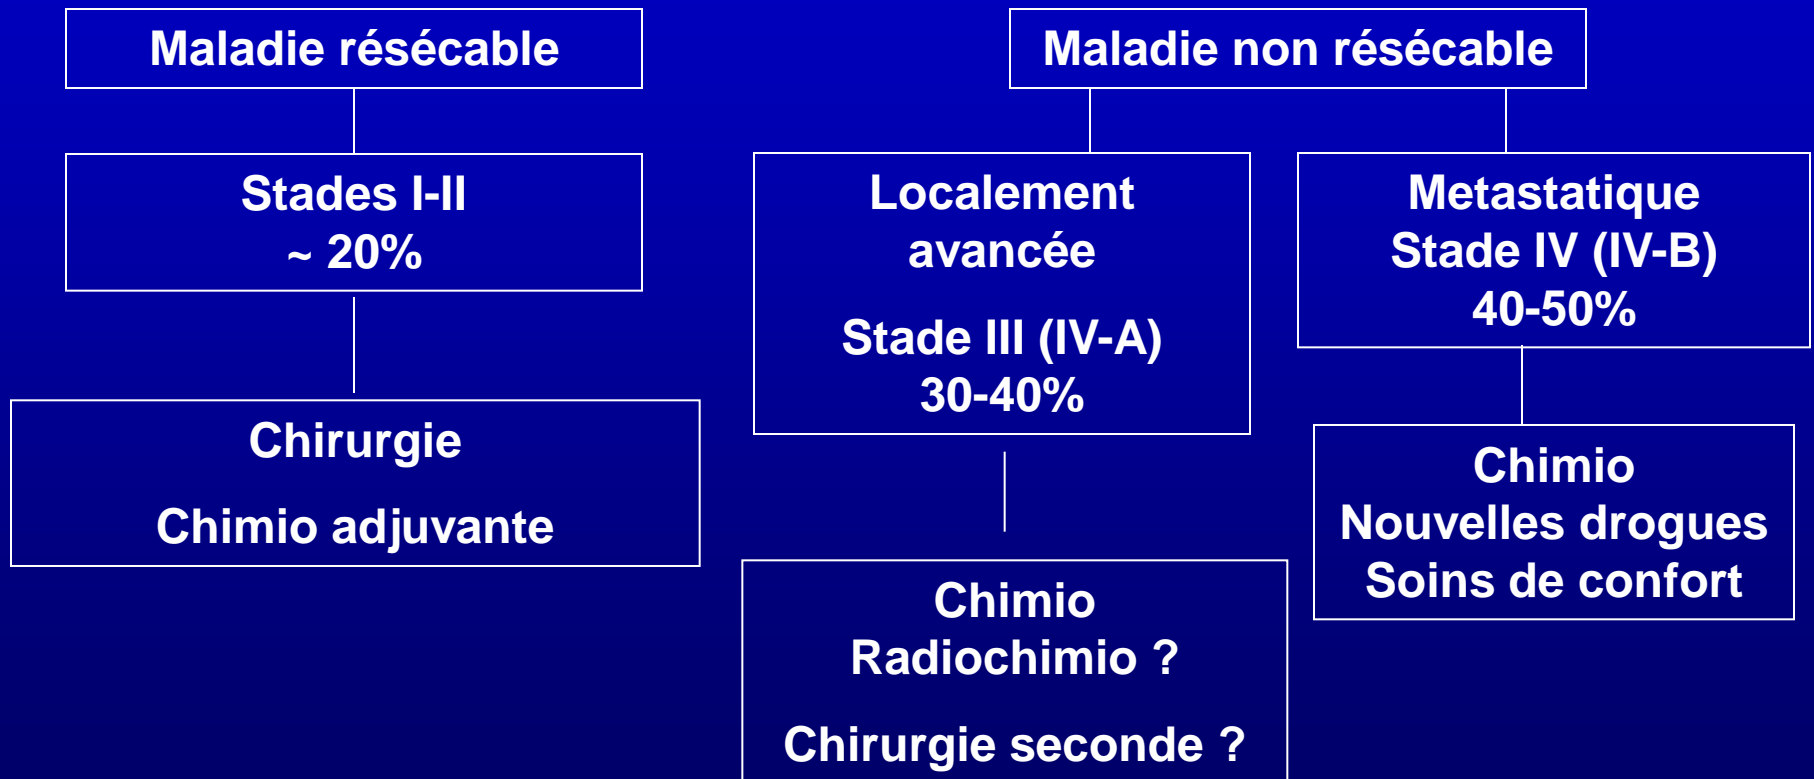 Maladie résécable
Stades I-II
~ 20%
Chirurgie
Chimio adjuvante
Maladie non résécable
Localement
avancée
Stade III (IV-A)
30-40%
Chimio
Radiochimio ?
Chirurgie seconde ?
Metastatique
Stade IV (IV-B)
40-50%
Chimio
Nouvelles drogues
Soins de confort